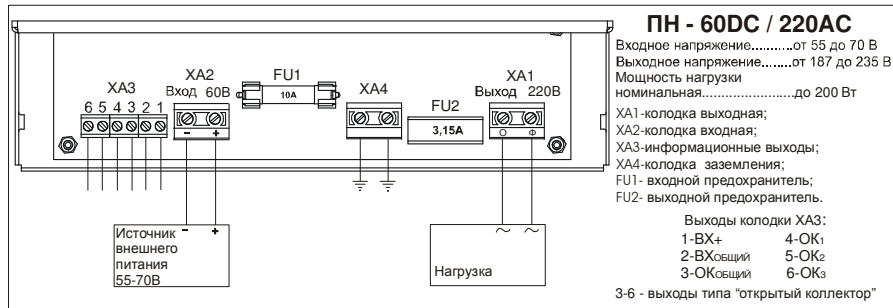 ПН - 60DC / 220AC
Входное напряжение..........от 55 до 70 В
Выходное напряжение......от 187 до 235 В
Мощность нагрузки
номинальная.......................до 200 Вт
XA1-колодка выходная;
XA2-колодка входная;
XA3-информационные выходы;
XA4-колодка заземления;
FU1- входной предохранитель;
FU2- выходной предохранитель.
Выходы колодки XA3:
1-ВХ+ 4-ОК1
2-ВХОБЩИЙ 5-ОК2
3-ОКОБЩИЙ 6-ОК3
3-6 - выходы типа "открытый коллектор"
XA3
6 5 4 3 2 1
XA2
Вход 60В
- +
FU1
10А
XA4
FU2
3,15А
XA1
Выход 220В
О Ф
- +
Источник
внешнего
питания
55-70В
~ ~
Нагрузка